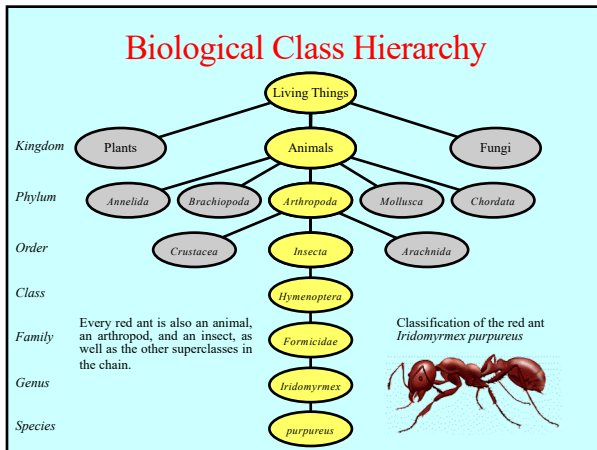 Biological Class Hierarchy
Living Things
Kingdom Plants Animals Fungi
Phylum Annelida Brachiopoda Arthropoda Mollusca Chordata
Order Crustacea Insecta Arachnida
Class Hymenoptera
Every red ant is also an animal,
an arthropod, and an insect, as
well as the other superclasses in
the chain.
Classification of the red ant
Iridomyrmex purpureus
Family Formicidae
Genus Iridomyrmex
Species purpureus